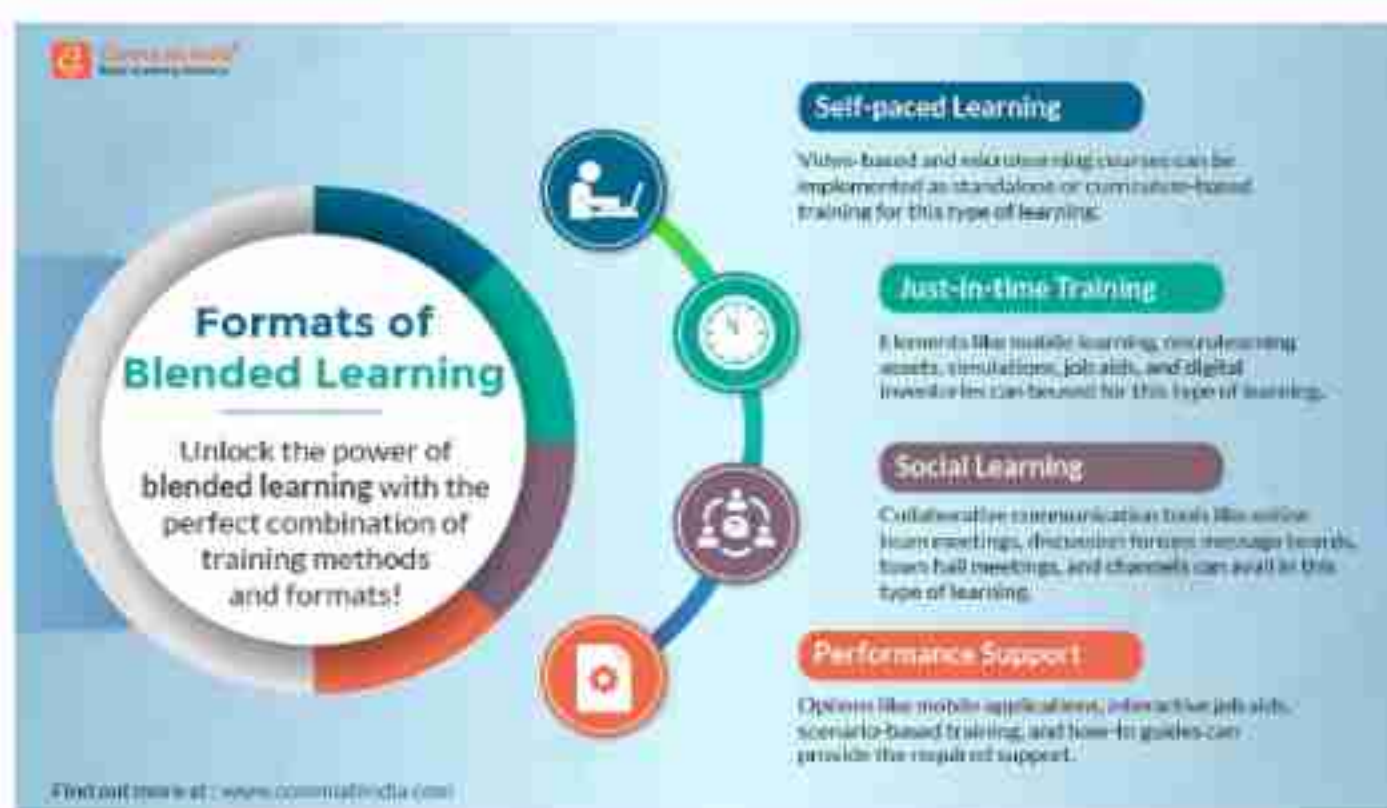 Formats of
Blended Learning
Unlock the power of
blended learning with the
perfect combination of
training methods
and formats!
Self-paced Learning
Video-based and microlearning courses can be
implemented as standalone or curriculum-based
training for this type of learning.
Just-in-time Training
Elements like mobile learning, microlearning
assets, simulations, job aids, and digital
inventories can beused for this type of learning.
Social Learning
Collaborative communication tools like online
team meetings, discussion forums message boards,
town hall meetings, and channels can avail in this
type of learning.
Performance Support
Options like mobile applications, interactive job aids,
scenario-based training, and how-to guides can
provide the required support.
Find out more at : www.commlabindia.com